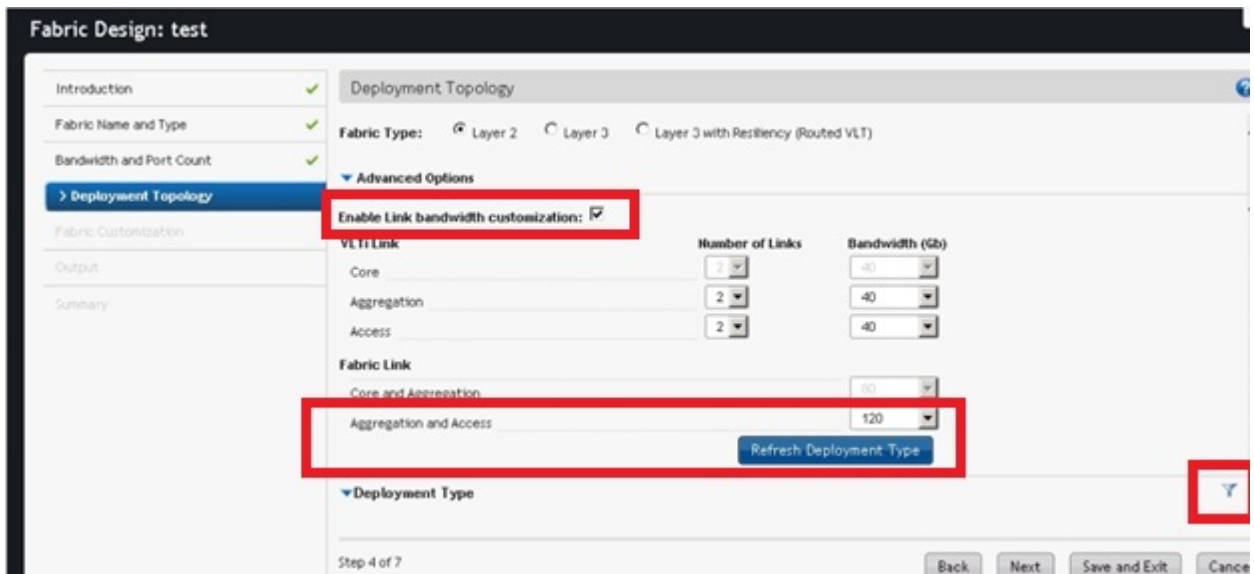 Fabric Design: test
Introduction
Fabric Name and Type
Bandwidth and Port Count
> Deployment Topology
Fabric Customization
Output
Summary
Deployment Topology
?
Fabric Type: Layer 2 Layer 3 Layer 3 with Resiliency (Routed VLT)
Advanced Options
Enable Link bandwidth customization:
VLTi Link Number of Links Bandwidth (Gb)
Core 2 40
Aggregation 2 40
Access 2 40
Fabric Link
Core and Aggregation 80
Aggregation and Access 120
Refresh Deployment Type
Deployment Type
Step 4 of 7
Back Next Save and Exit Cance